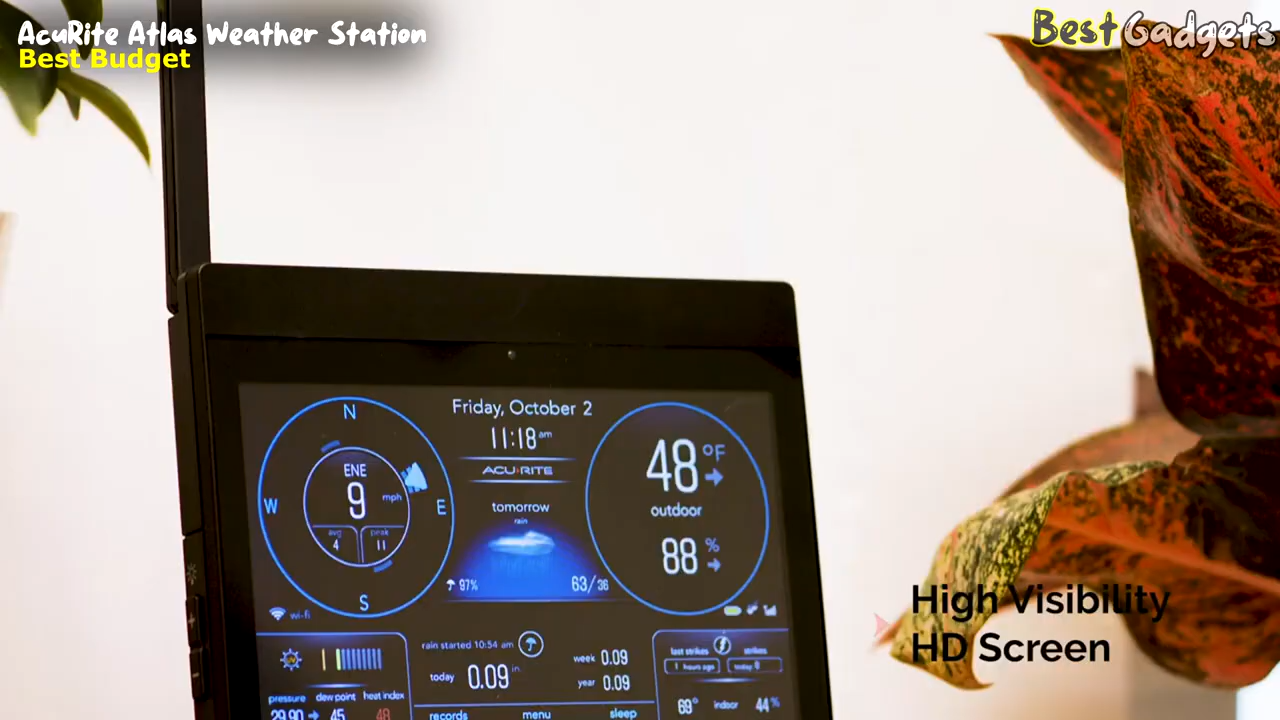 AcuRite Atlas Weather Station
Best Budget
BestGadgets
Friday, October 2
11:18 am
ACU·RITE
N
ENE
9 mph
W
E
avg
4
peak
11
S
wi-fi
tomorrow
rain
97%
63/36
48 °F
outdoor
88 %
rain started 10:54 am
today 0.09 in
week 0.09
year 0.09
last strikes
1 hours ago
strikes
today 0
pressure
dew point
heat index
29.90
45
48
69°
indoor
44%
records
menu
sleep
High Visibility
HD Screen